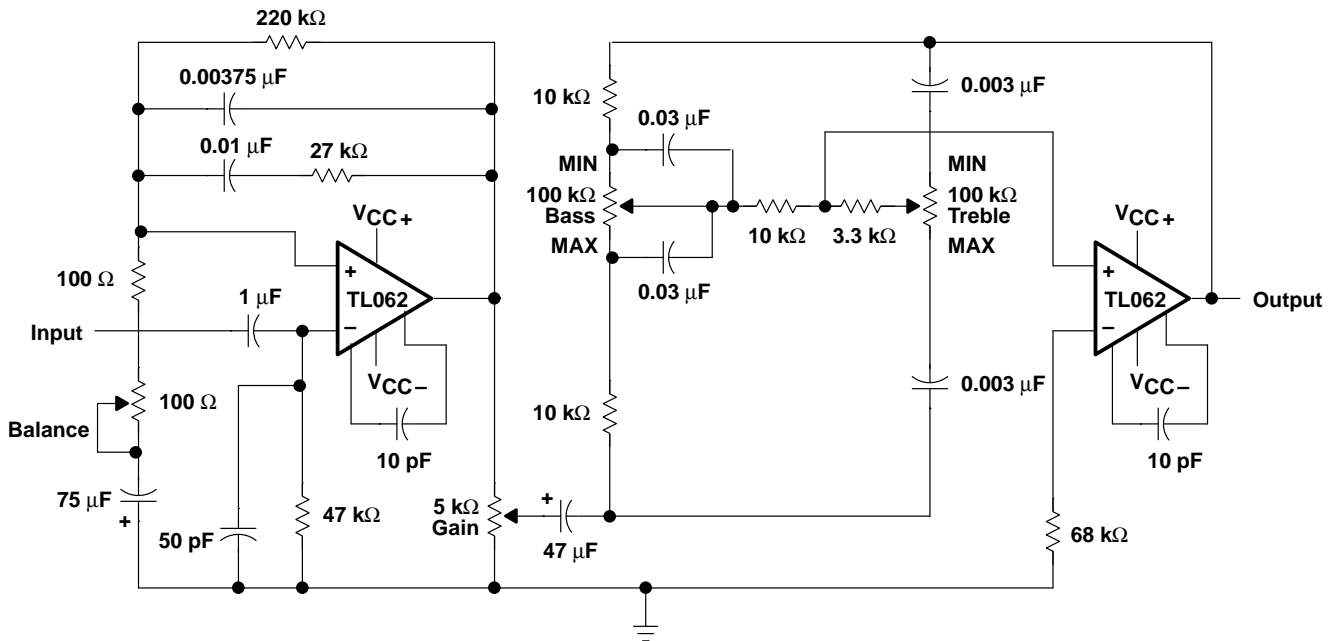 220 kΩ
0.00375 μF
0.01 μF
27 kΩ
VCC+
100 Ω
1 μF
+
TL062
−
Input
VCC−
100 Ω
Balance
10 pF
75 μF
+
50 pF
47 kΩ
5 kΩ
Gain
+
47 μF
10 kΩ
0.03 μF
MIN
100 kΩ
Bass
MAX
0.03 μF
10 kΩ
3.3 kΩ
10 kΩ
0.003 μF
MIN
100 kΩ
Treble
MAX
0.003 μF
VCC+
+
TL062
−
Output
VCC−
10 pF
68 kΩ